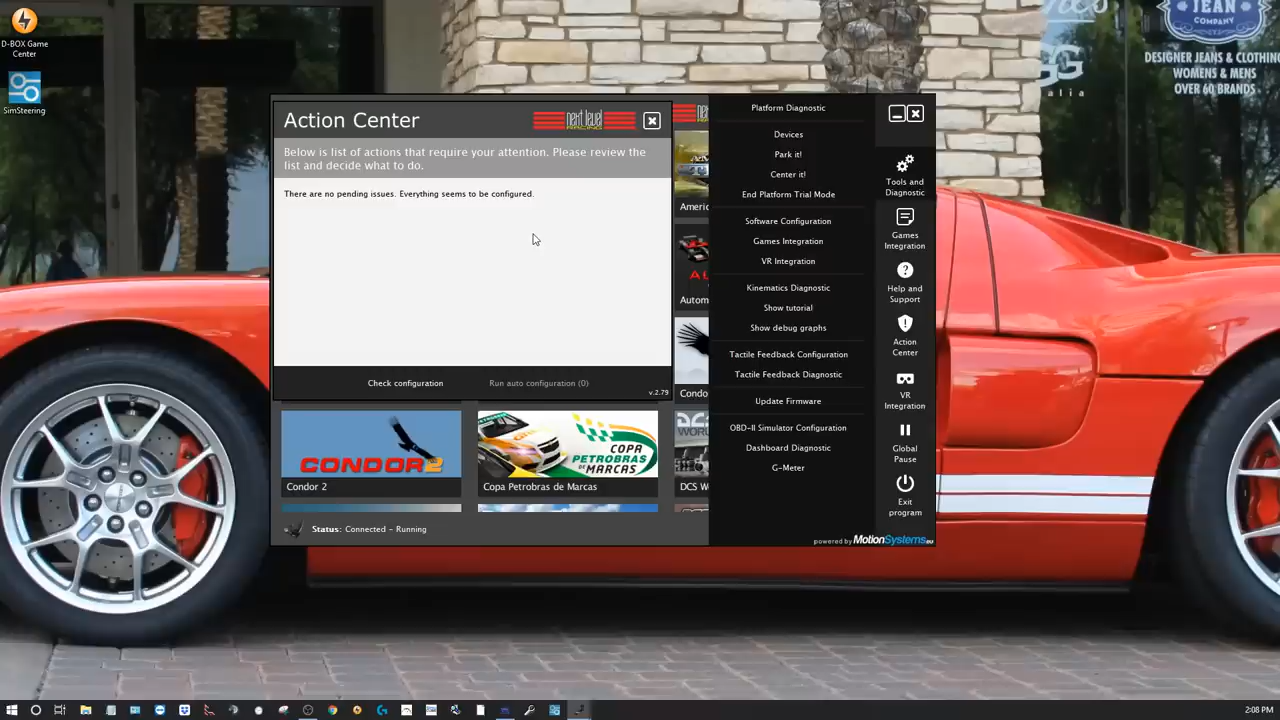 D-BOX Game
Center
SimSteering
JEAN
COMPANY
DESIGNER JEANS & CLOTHING
WOMENS & MENS
OVER 60 BRANDS
Action Center
next level
RACING
Below is list of actions that require your attention. Please review the
list and decide what to do.
There are no pending issues. Everything seems to be configured.
Check configuration
Run auto configuration (0)
v.2.79
Americ
Autom
Condo
CONDOR2
Condor 2
COPA
PETROBRAS
DE MARCAS
Copa Petrobras de Marcas
DCS W
Status: Connected - Running
Platform Diagnostic
Devices
Park it!
Center it!
End Platform Trial Mode
Software Configuration
Games Integration
VR Integration
Kinematics Diagnostic
Show tutorial
Show debug graphs
Tactile Feedback Configuration
Tactile Feedback Diagnostic
Update Firmware
OBD-II Simulator Configuration
Dashboard Diagnostic
G-Meter
Tools and
Diagnostic
Games
Integration
Help and
Support
Action
Center
VR
Integration
Global
Pause
Exit
program
powered by MotionSystems.EU
2:08 PM